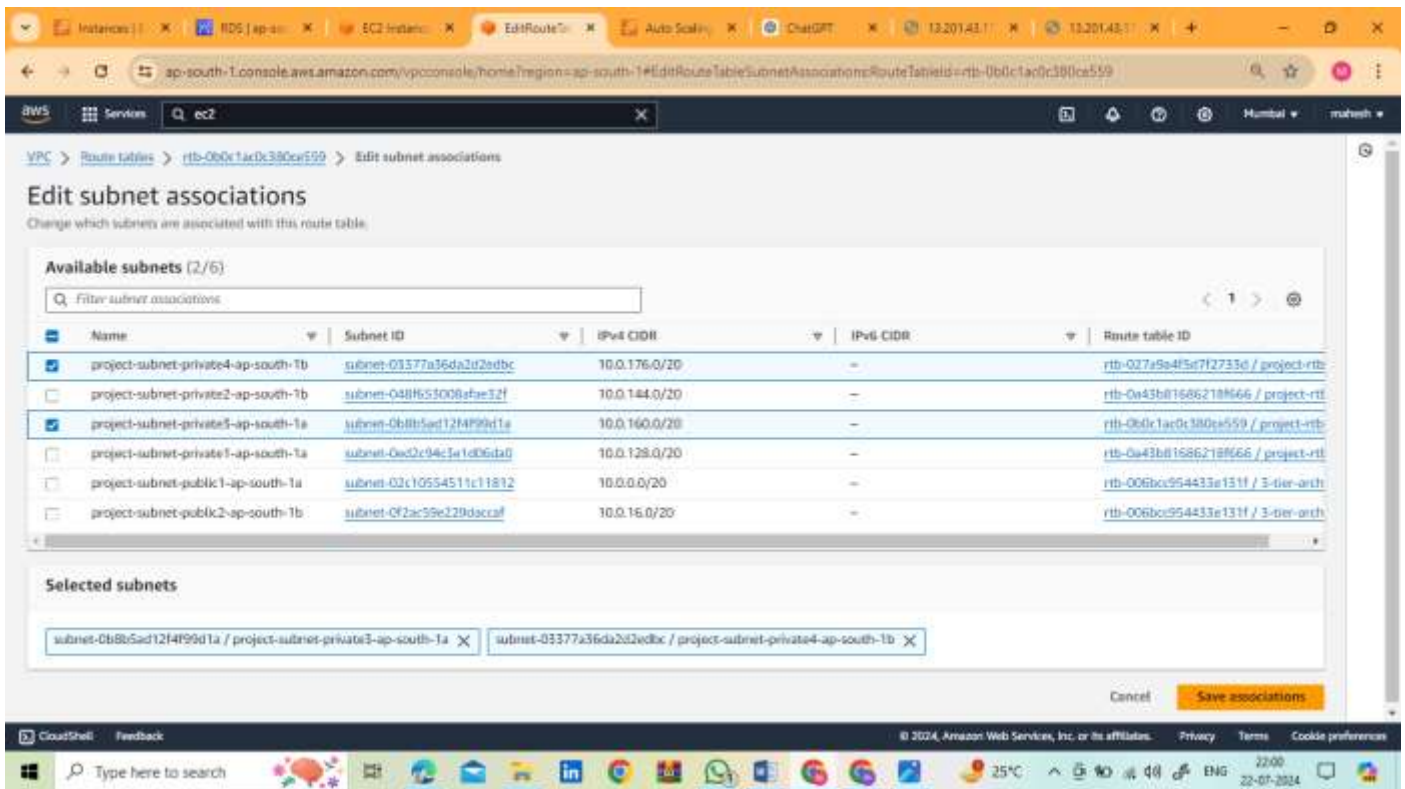 Instances |
RDS | ap-so
EC2 Instanc
EditRouteTa
Auto Scaling
ChatGPT
13.201.43.1
13.201.43.1
ap-south-1.console.aws.amazon.com/vpcconsole/home?region=ap-south-1#EditRouteTableSubnetAssociations:RouteTableId=rtb-0b0c1ac0c380ce559
aws Services ec2 Mumbai mahesh
VPC > Route tables > rtb-0b0c1ac0c380ce559 > Edit subnet associations
Edit subnet associations
Change which subnets are associated with this route table.
Available subnets (2/6)
Filter subnet associations
< 1 >
Name Subnet ID IPv4 CIDR IPv6 CIDR Route table ID
project-subnet-private4-ap-south-1b subnet-03377a36da2d2edbc 10.0.176.0/20 – rtb-027a9a4f5d7f2733d / project-rtb
project-subnet-private2-ap-south-1b subnet-048f653008afae32f 10.0.144.0/20 – rtb-0a43b81686218f666 / project-rtb
project-subnet-private3-ap-south-1a subnet-0b8b5ad12f4f99d1a 10.0.160.0/20 – rtb-0b0c1ac0c380ce559 / project-rtb
project-subnet-private1-ap-south-1a subnet-0ed2c94c3e1d06da0 10.0.128.0/20 – rtb-0a43b81686218f666 / project-rtb
project-subnet-public1-ap-south-1a subnet-02c10554511c11812 10.0.0.0/20 – rtb-006bcc954433e131f / 3-tier-arch
project-subnet-public2-ap-south-1b subnet-0f2ac59e229daccaf 10.0.16.0/20 – rtb-006bcc954433e131f / 3-tier-arch
Selected subnets
subnet-0b8b5ad12f4f99d1a / project-subnet-private3-ap-south-1a X subnet-03377a36da2d2edbc / project-subnet-private4-ap-south-1b X
Cancel Save associations
CloudShell Feedback © 2024, Amazon Web Services, Inc. or its affiliates. Privacy Terms Cookie preferences
Type here to search 25°C ENG 22:00
22-07-2024